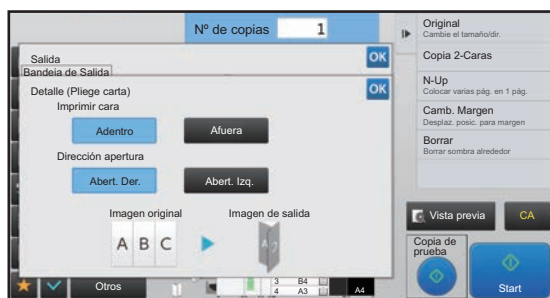 Nº de copias 1
Original
Cambie el tamaño/dir.
Copia 2-Caras
N-Up
Colocar varias pág. en 1 pág.
Camb. Margen
Desplaz. posic. para margen
Borrar
Borrar sombra alrededor
Salida
OK
Bandeja de Salida
Detalle (Pliege carta)
OK
Imprimir cara
Adentro
Afuera
Dirección apertura
Abert. Der.
Abert. Izq.
Imagen original
Imagen de salida
A B C
Vista previa
CA
Copia de
prueba
Start
Otros
3 B4
4 A3
A4